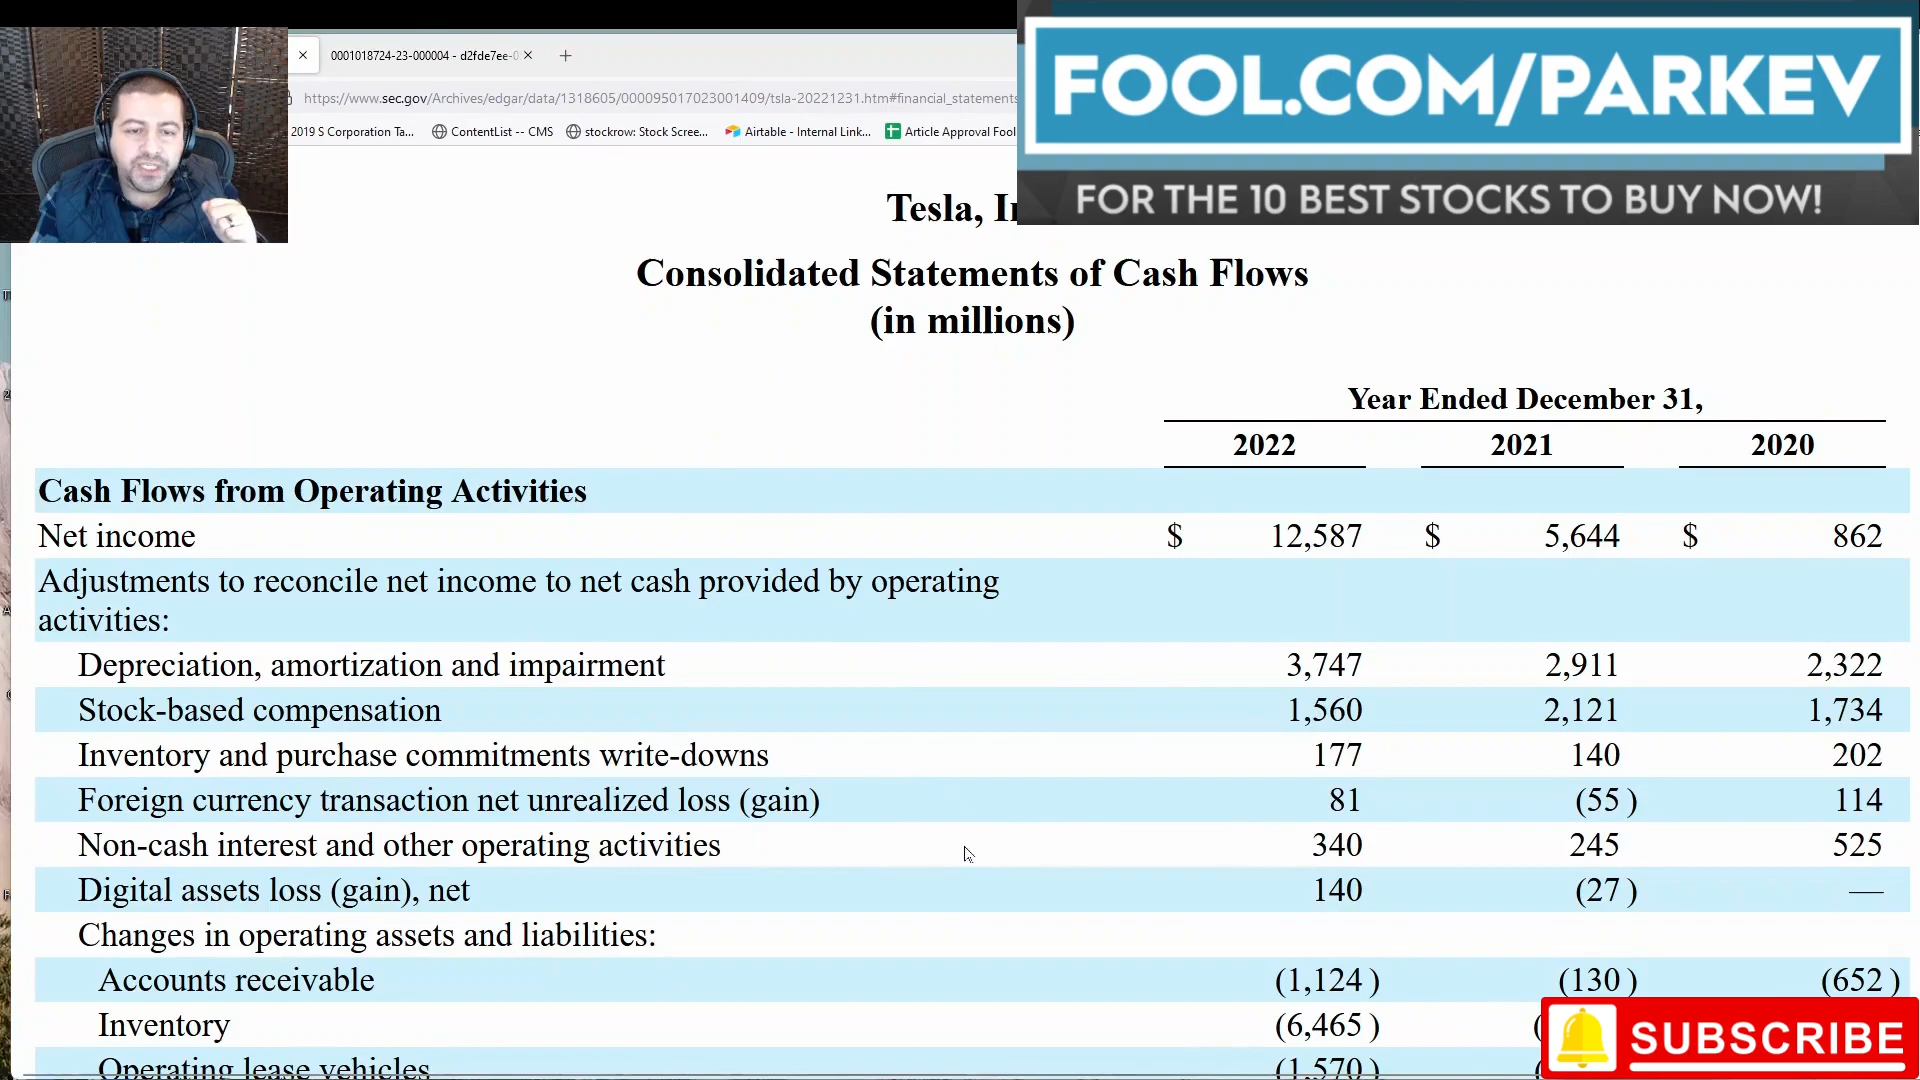 0001018724-23-000004 - d2fde7ee-0
https://www.sec.gov/Archives/edgar/data/1318605/000095017023001409/tsla-20221231.htm#financial_statements
2019 S Corporation Ta... ContentList -- CMS stockrow: Stock Scree... Airtable - Internal Link... Article Approval Fool
FOOL.COM/PARKEV
FOR THE 10 BEST STOCKS TO BUY NOW!
Tesla,
Consolidated Statements of Cash Flows
(in millions)
Year Ended December 31,
2022 2021 2020
Cash Flows from Operating Activities
Net income $ 12,587 $ 5,644 $ 862
Adjustments to reconcile net income to net cash provided by operating
activities:
Depreciation, amortization and impairment 3,747 2,911 2,322
Stock-based compensation 1,560 2,121 1,734
Inventory and purchase commitments write-downs 177 140 202
Foreign currency transaction net unrealized loss (gain) 81 (55) 114
Non-cash interest and other operating activities 340 245 525
Digital assets loss (gain), net 140 (27) —
Changes in operating assets and liabilities:
Accounts receivable (1,124) (130) (652)
Inventory (6,465) (
Operating lease vehicles (1,570) (
SUBSCRIBE